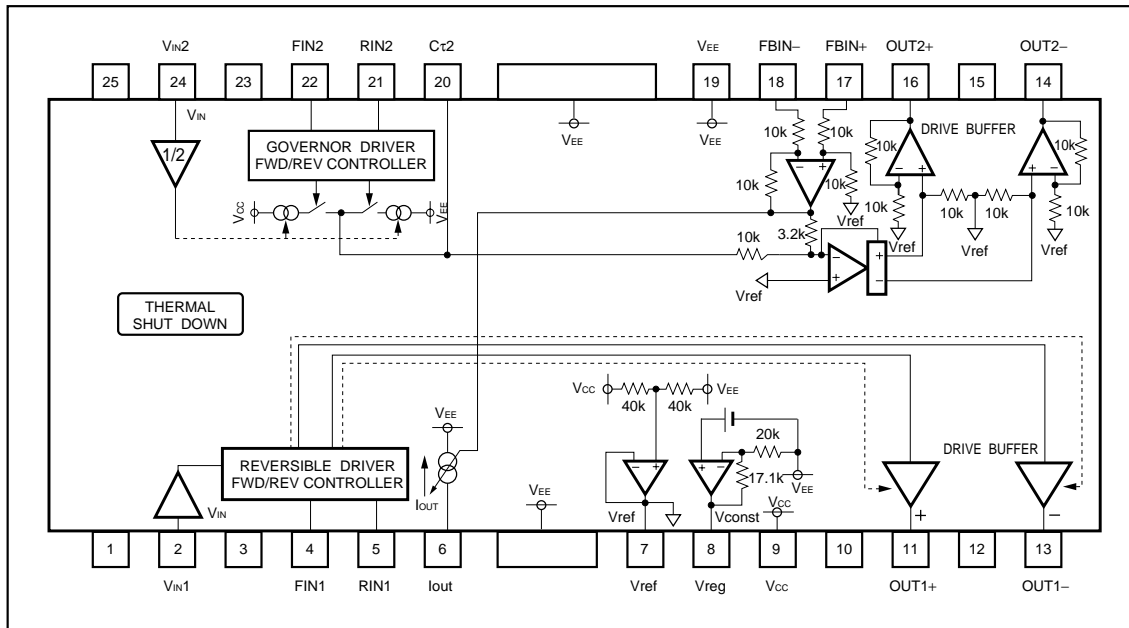 VIN2 FIN2 RIN2 Cτ2 VEE FBIN− FBIN+ OUT2+ OUT2−
25 24 23 22 21 20 19 18 17 16 15 14
VIN
VEE
VEE
1/2
GOVERNOR DRIVER
FWD/REV CONTROLLER
VCC
VEE
10k
10k
DRIVE BUFFER
10k
10k
− +
− +
+ −
10k
10k
Vref
10k
10k
10k
10k
Vref
Vref
Vref
3.2k
10k
−
+
+
−
Vref
THERMAL
SHUT DOWN
VCC
VEE
40k
40k
VEE
20k
17.1k
VEE
DRIVE BUFFER
REVERSIBLE DRIVER
FWD/REV CONTROLLER
VIN
IOUT
VEE
− +
+ −
Vref
Vconst
VCC
+
−
1 2 3 4 5 6 7 8 9 10 11 12 13
VIN1 FIN1 RIN1 Iout Vref Vreg VCC OUT1+ OUT1−